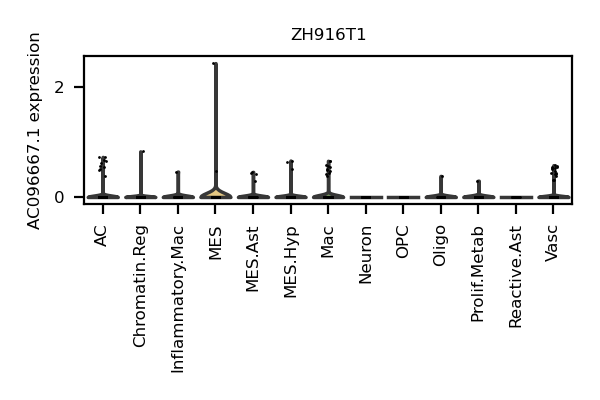 ZH916T1
AC096667.1 expression
2
0
AC
Chromatin.Reg
Inflammatory.Mac
MES
MES.Ast
MES.Hyp
Mac
Neuron
OPC
Oligo
Prolif.Metab
Reactive.Ast
Vasc